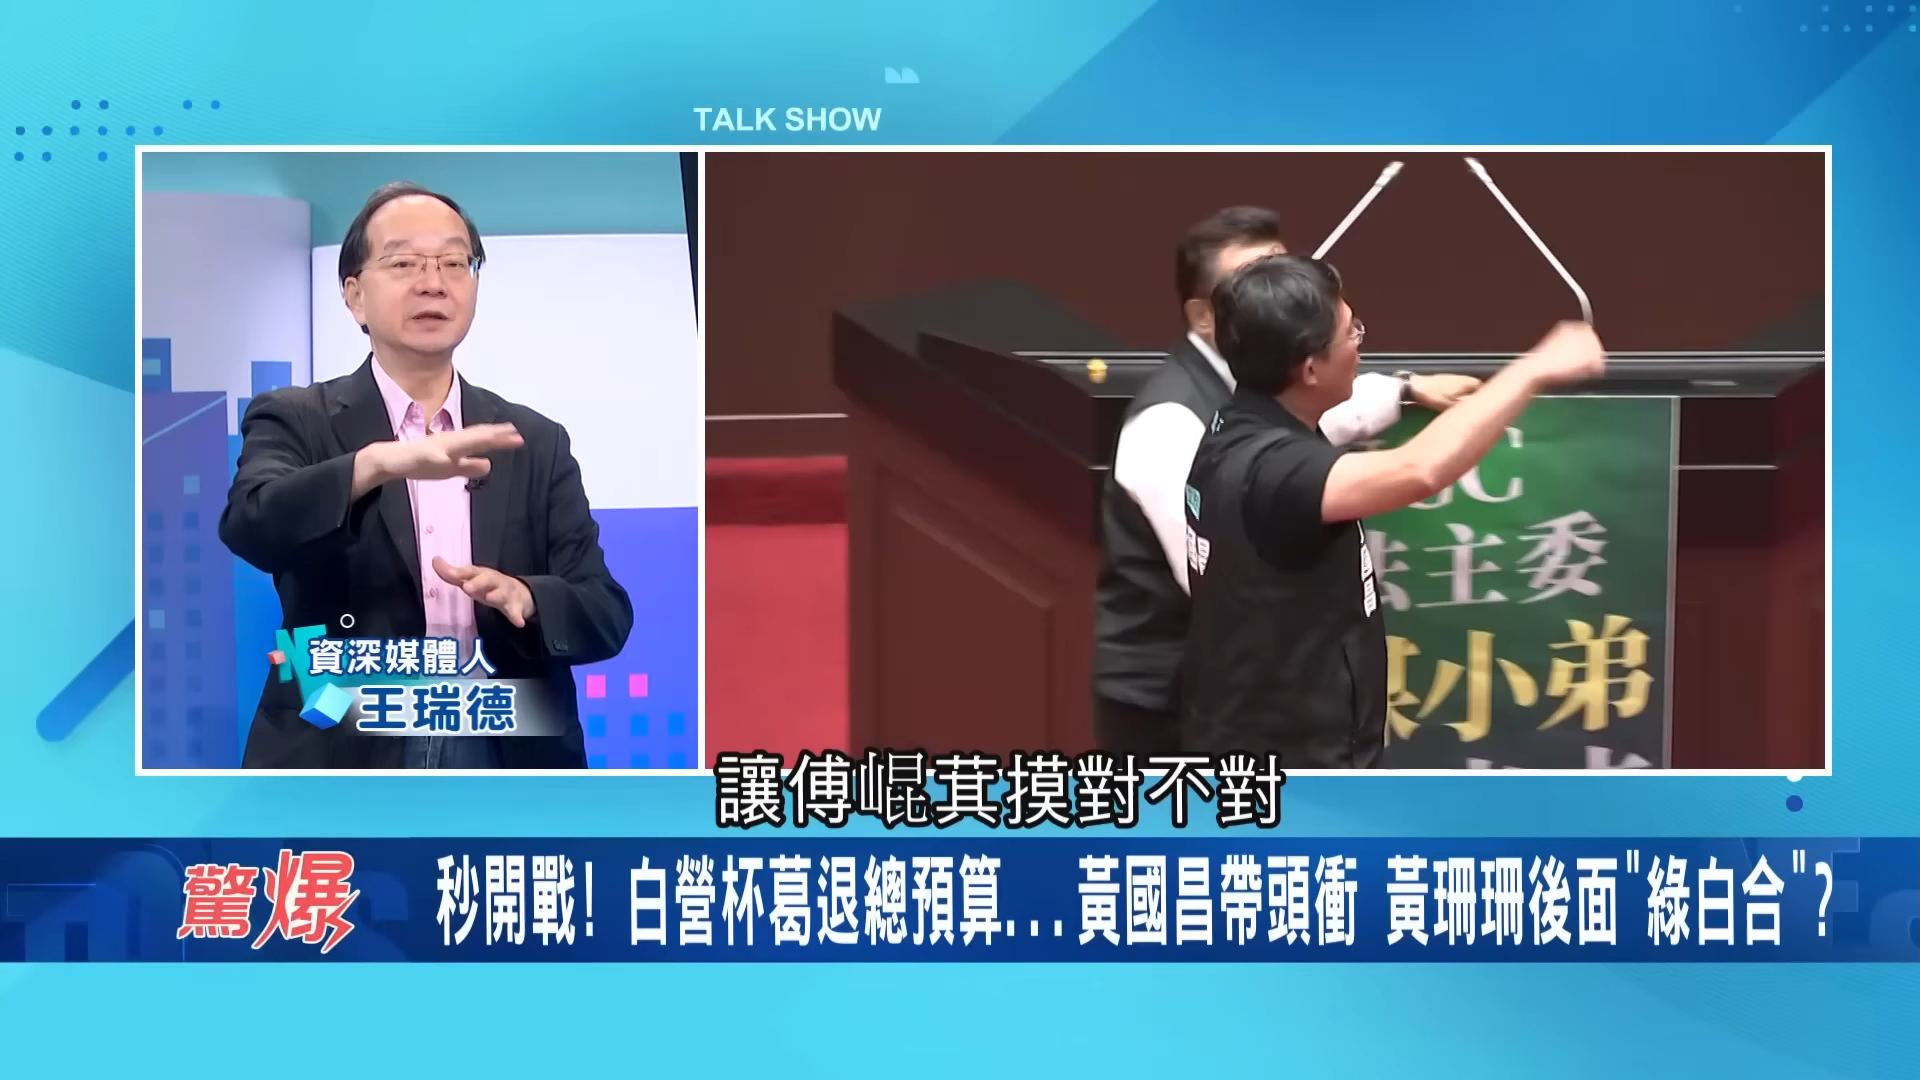 TALK SHOW
資深媒體人
王瑞德
法主委
謀小弟
讓傅崐萁摸對不對
驚爆
秒開戰! 白營杯葛退總預算...黃國昌帶頭衝 黃珊珊後面"綠白合"?